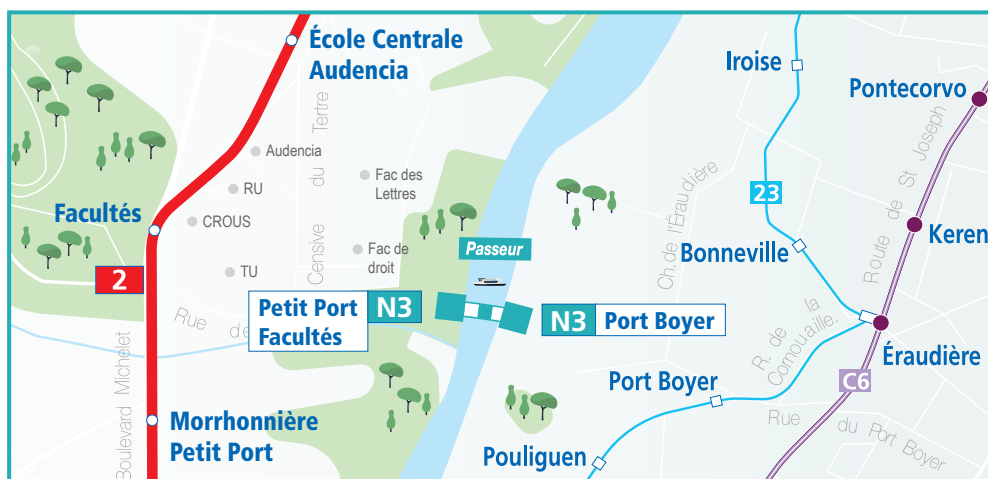 École Centrale
Audencia
Iroise
Pontecorvo
Audencia
RU
Fac des
Lettres
CROUS
Facultés
23
Keren
Passeur
Bonneville
Fac de
droit
TU
2
Petit Port
Facultés
N3
N3
Port Boyer
Éraudière
C6
Port Boyer
Morrhonnière
Petit Port
Pouliguen
Boulevard Michelet
Censive du Tertre
Ch. de l'Éraudière
Route de St Joseph
R. de la
Cornouaille,
Rue du Port Boyer
Rue